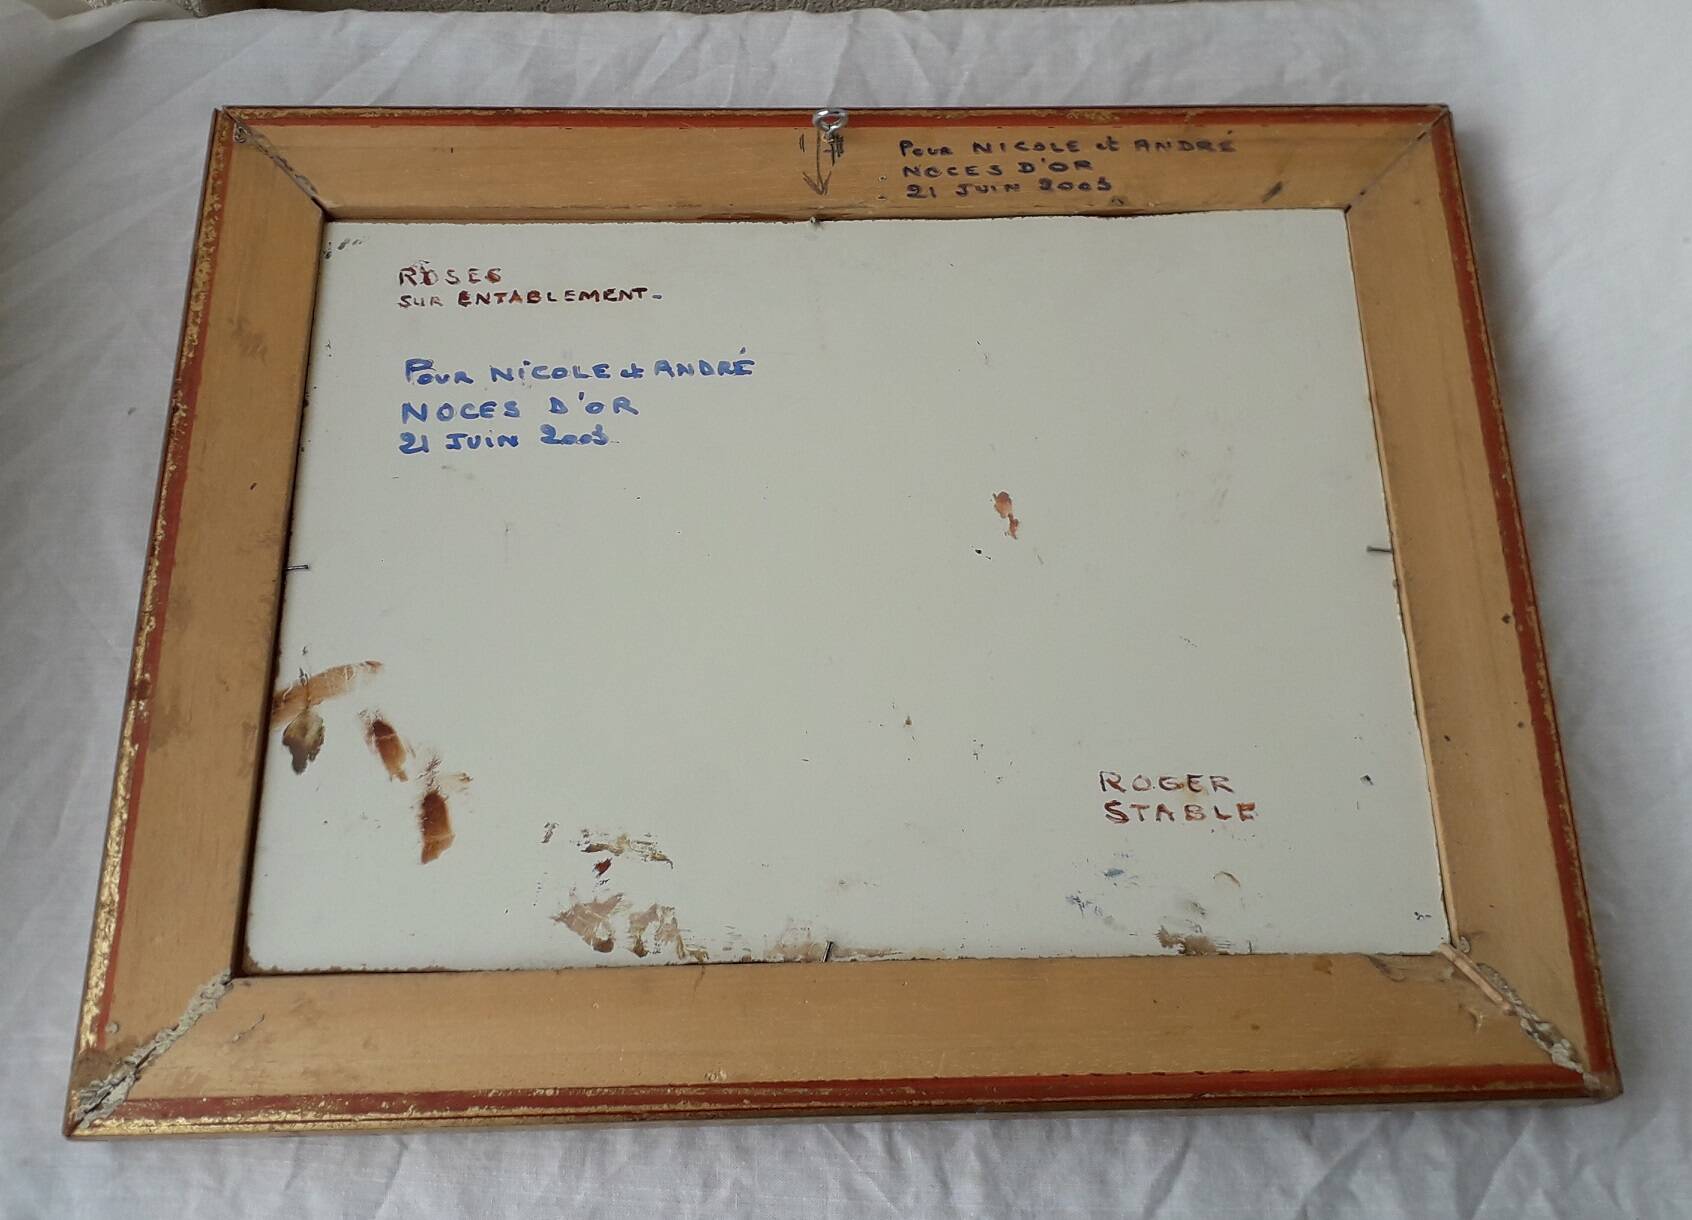 Pour NICOLE et ANDRÉ
NOCES D'OR
21 JUIN 2003
ROSES
SUR ENTABLEMENT.
Pour NICOLE et ANDRÉ
NOCES D'OR
21 JUIN 2003
ROGER
STABLE